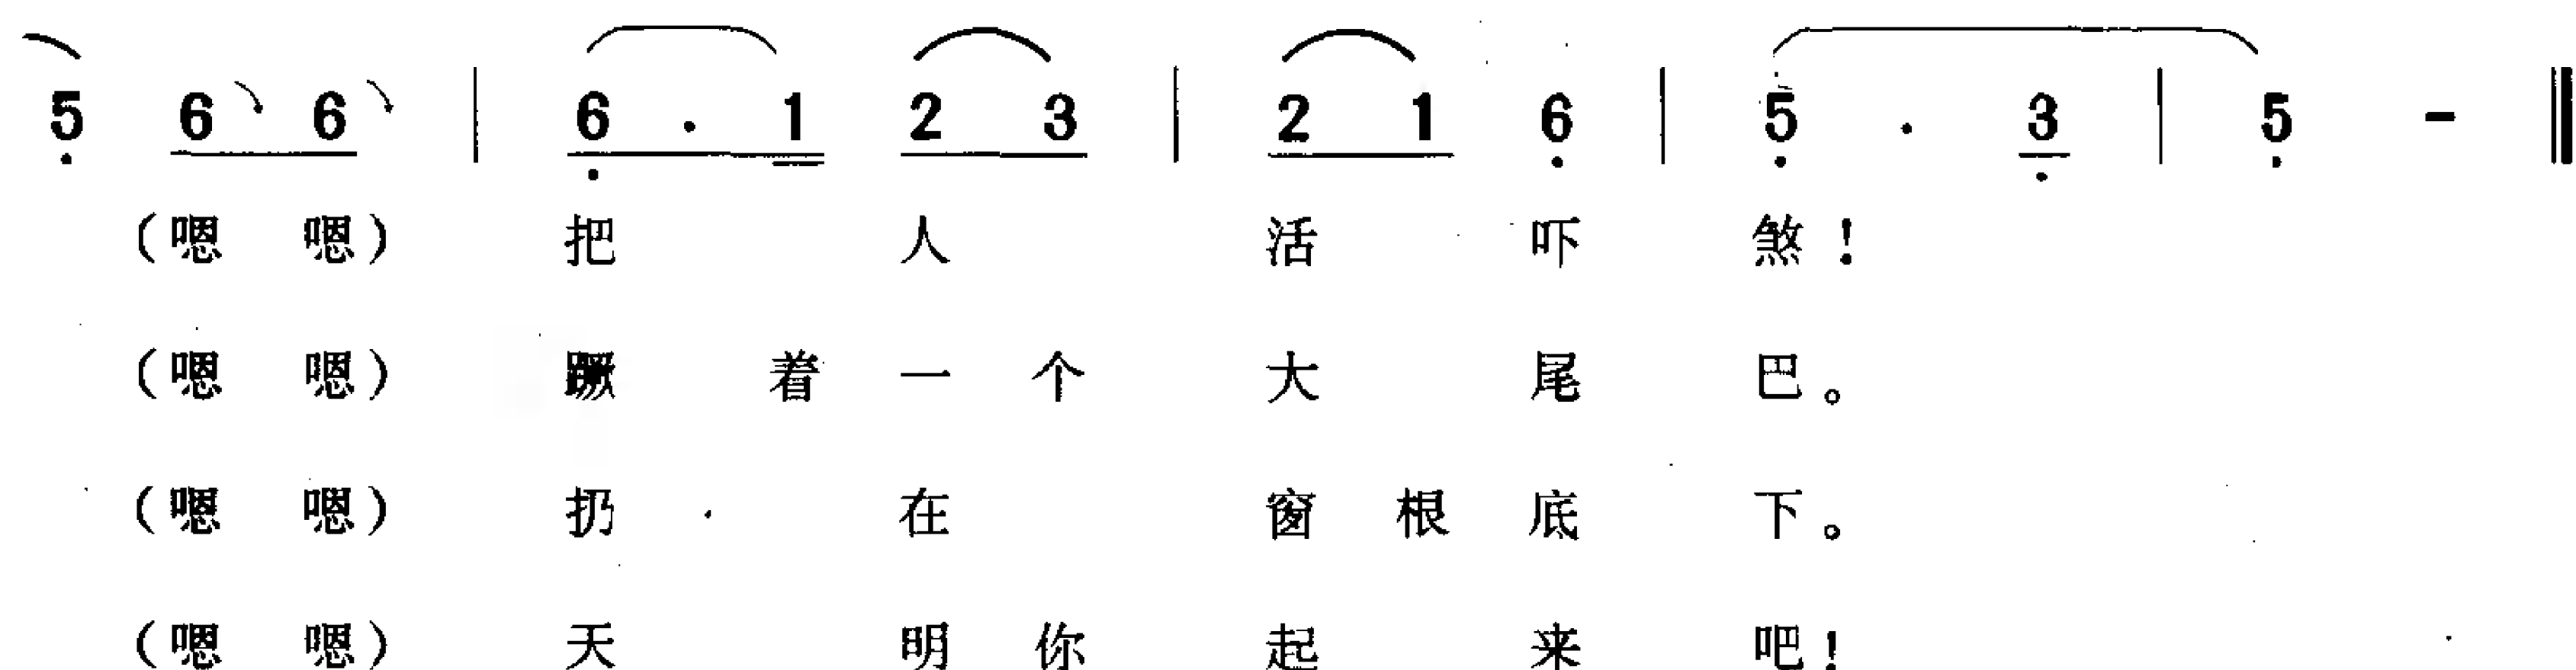 5 6 6 | 6 · 1 2 3 | 2 1 6 | 5 · 3 | 5 - ‖
(嗯 嗯) 把 人 活 吓 煞!
(嗯 嗯) 蹶 着 一 个 大 尾 巴。
(嗯 嗯) 扔 在 窗 根 底 下。
(嗯 嗯) 天 明 你 起 来 吧!